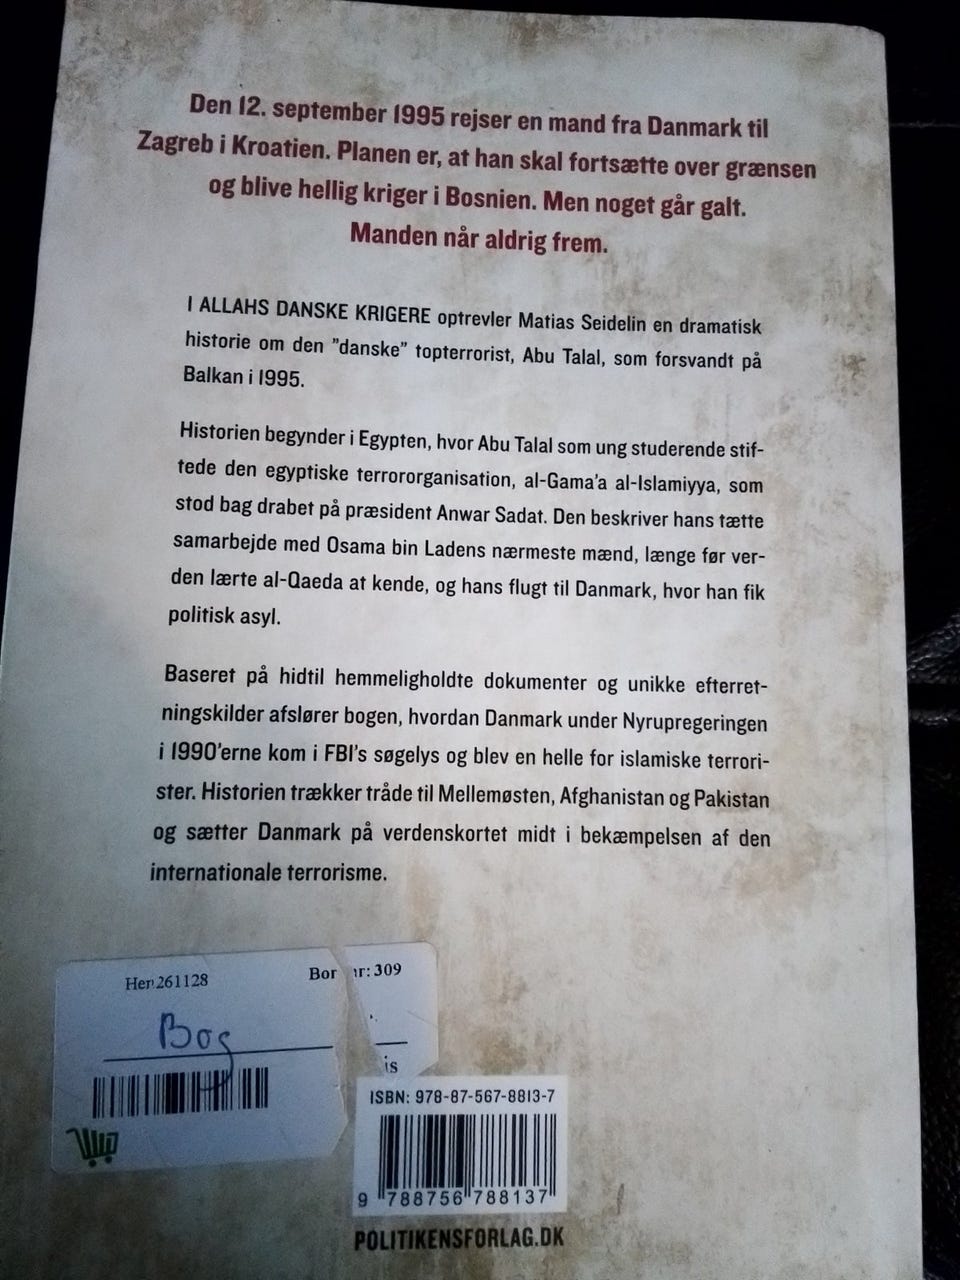 Den 12. september 1995 rejser en mand fra Danmark til
Zagreb i Kroatien. Planen er, at han skal fortsætte over grænsen
og blive hellig kriger i Bosnien. Men noget går galt.
Manden når aldrig frem.
I ALLAHS DANSKE KRIGERE optrevler Matias Seidelin en dramatisk
historie om den "danske" topterrorist, Abu Talal, som forsvandt på
Balkan i 1995.
Historien begynder i Egypten, hvor Abu Talal som ung studerende stif-
tede den egyptiske terrororganisation, al-Gama'a al-Islamiyya, som
stod bag drabet på præsident Anwar Sadat. Den beskriver hans tætte
samarbejde med Osama bin Ladens nærmeste mænd, længe før ver-
den lærte al-Qaeda at kende, og hans flugt til Danmark, hvor han fik
politisk asyl.
Baseret på hidtil hemmeligholdte dokumenter og unikke efterret-
ningskilder afslører bogen, hvordan Danmark under Nyrupregeringen
i 1990'erne kom i FBI's søgelys og blev en helle for islamiske terrori-
ster. Historien trækker tråde til Mellemøsten, Afghanistan og Pakistan
og sætter Danmark på verdenskortet midt i bekæmpelsen af den
internationale terrorisme.
261128 Bor nr: 309
Bog
is
ISBN: 978-87-567-8813-7
9 788756 788137
POLITIKENSFORLAG.DK